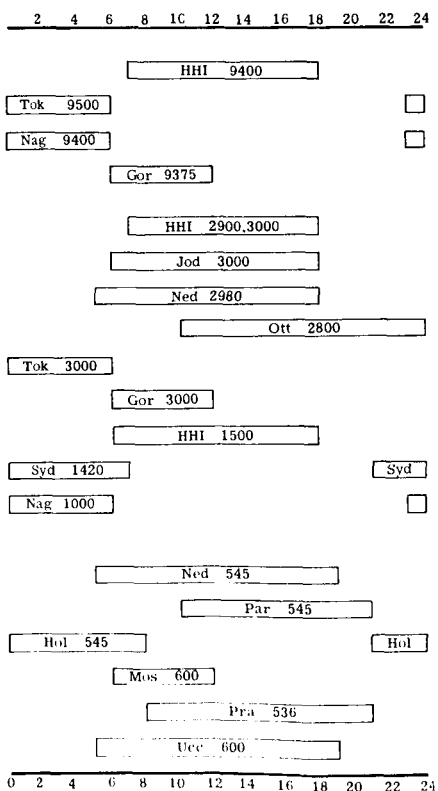 2 4 6 8 10 12 14 16 18 20 22 24
HHI 9400
Tok 9500
Nag 9400
Gor 9375
HHI 2900,3000
Jod 3000
Ned 2980
Ott 2800
Tok 3000
Gor 3000
HHI 1500
Syd 1420 Syd
Nag 1000
Ned 545
Par 545
Hol 545 Hol
Mos 600
Pra 536
Ucc 600
0 2 4 6 8 10 12 14 16 18 20 22 24